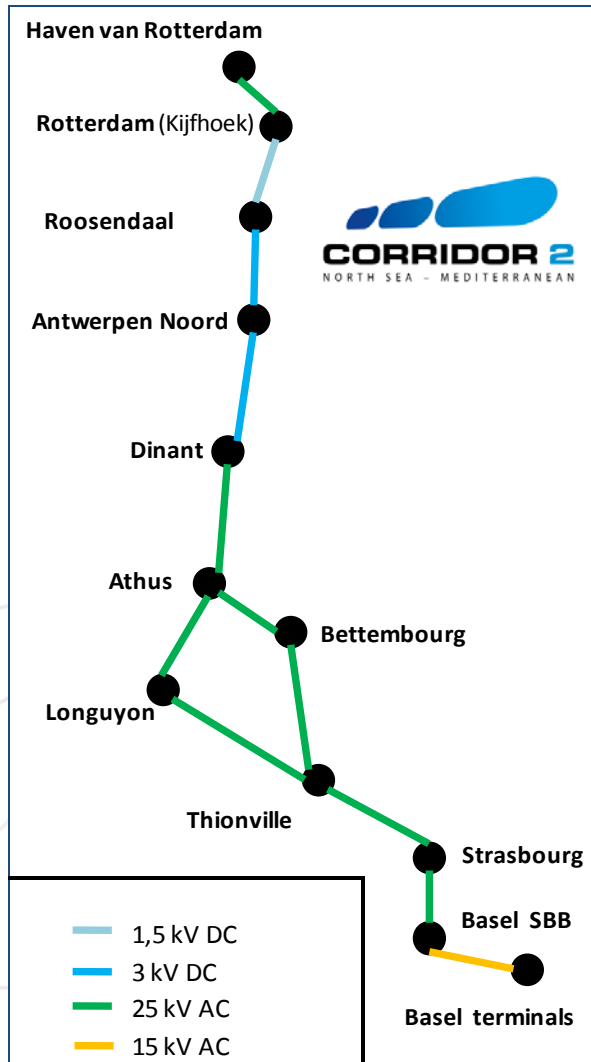 Haven van Rotterdam
Rotterdam (Kijfhoek)
Roosendaal
CORRIDOR 2
NORTH SEA – MEDITERRANEAN
Antwerpen Noord
Dinant
Athus
Bettembourg
Longuyon
Thionville
Strasbourg
Basel SBB
Basel terminals
1,5 kV DC
3 kV DC
25 kV AC
15 kV AC